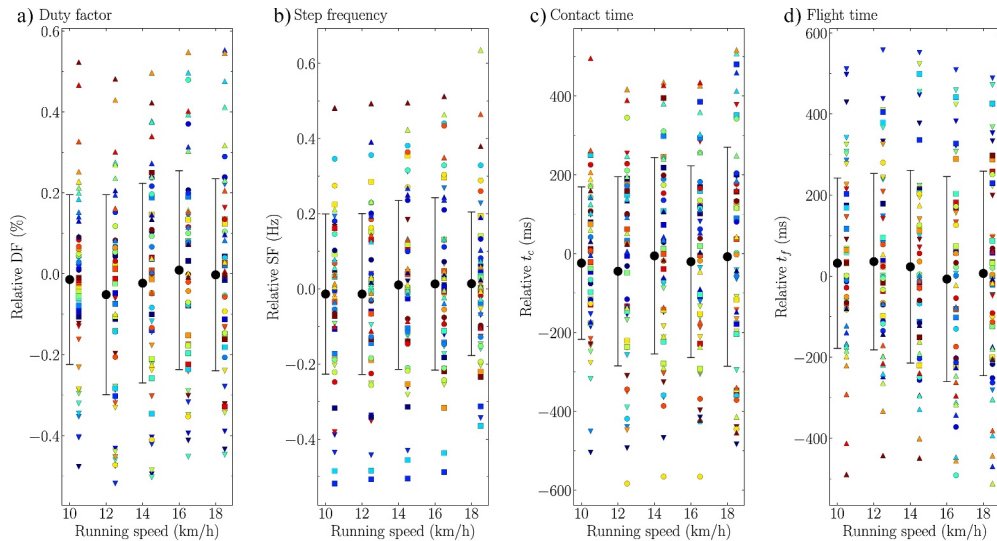 a) Duty factor
b) Step frequency
c) Contact time
d) Flight time
Relative DF (%)
0.6
0.4
0.2
0.0
−0.2
−0.4
10 12 14 16 18
Running speed (km/h)
Relative SF (Hz)
0.6
0.4
0.2
0.0
−0.2
−0.4
10 12 14 16 18
Running speed (km/h)
Relative tc (ms)
400
200
0
−200
−400
−600
10 12 14 16 18
Running speed (km/h)
Relative tf (ms)
600
400
200
0
−200
−400
10 12 14 16 18
Running speed (km/h)